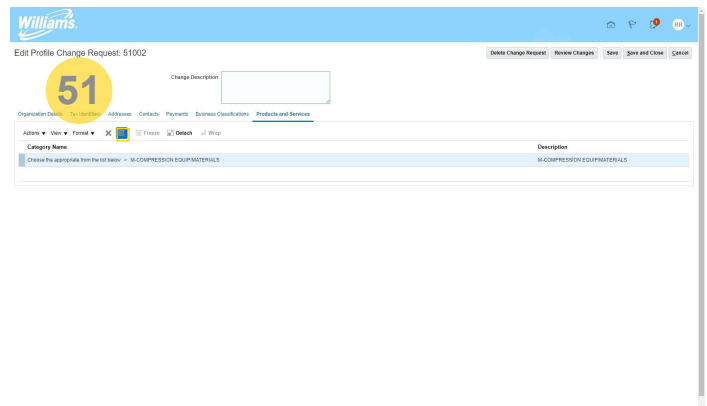 Williams.
RR
Edit Profile Change Request: 51002
Delete Change Request Review Changes Save Save and Close Cancel
51
Change Description
Organization Details Tax Identifiers Addresses Contacts Payments Business Classifications Products and Services
Actions View Format Freeze Detach Wrap
Category Name Description
Choose the appropriate from the list below > M-COMPRESSION EQUIP/MATERIALS M-COMPRESSION EQUIP/MATERIALS